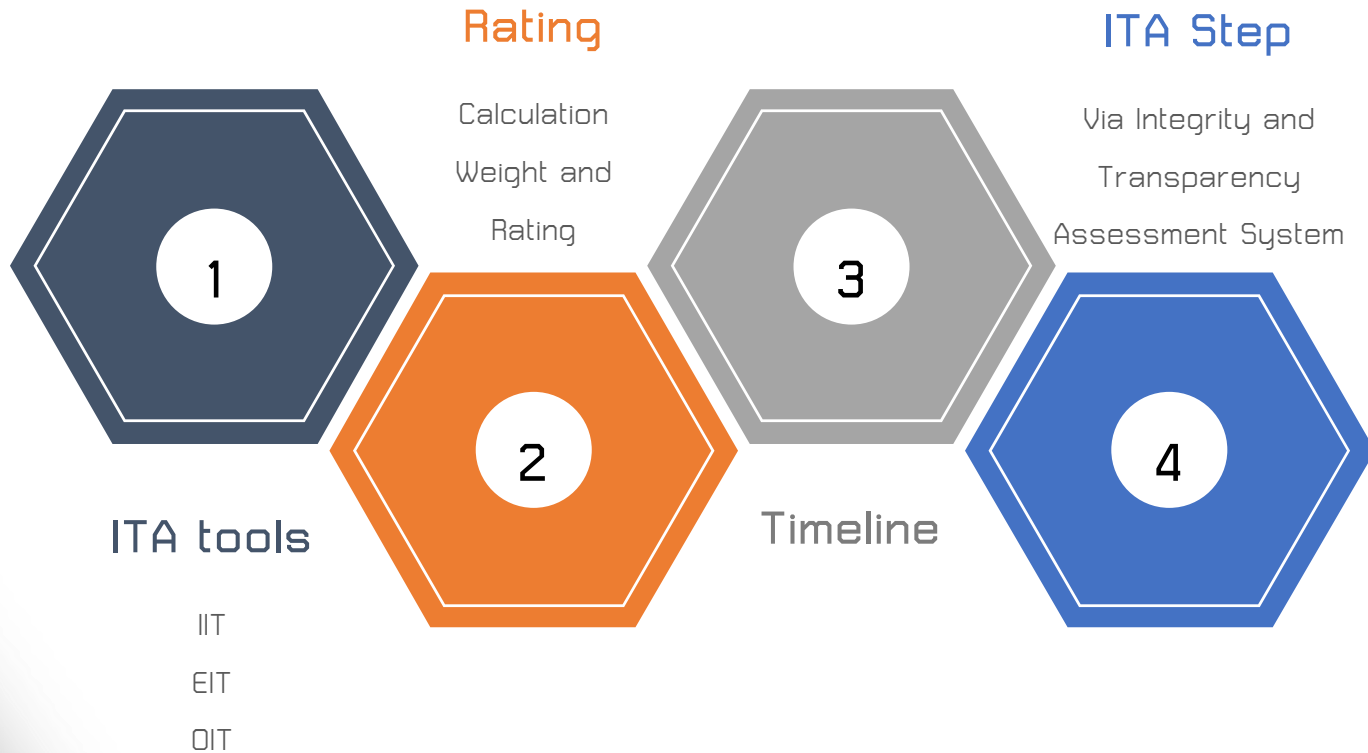 1
ITA tools
IIT
EIT
OIT
Rating
Calculation
Weight and
Rating
2
3
Timeline
ITA Step
Via Integrity and
Transparency
Assessment System
4